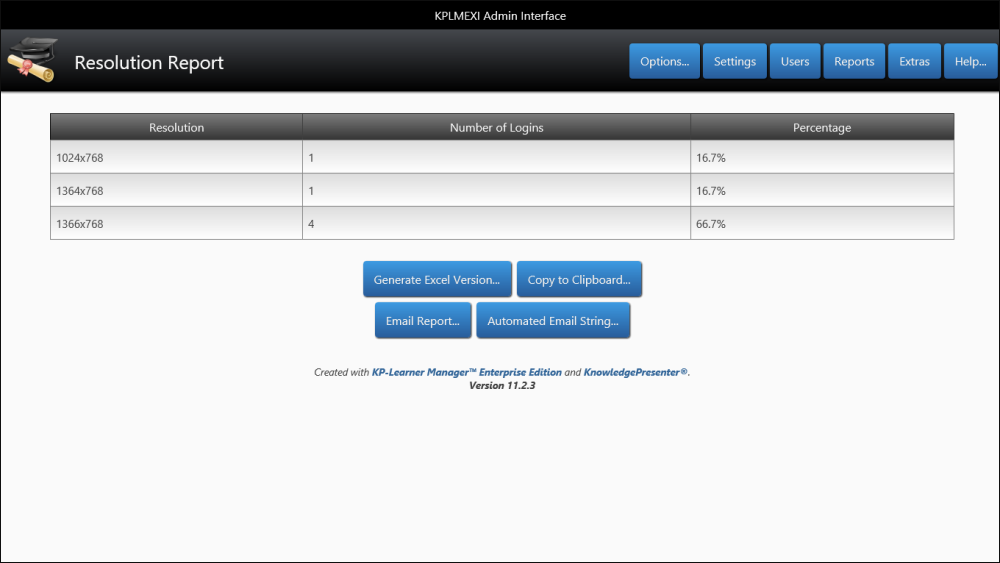 KPLMEXI Admin Interface
Resolution Report
Options... Settings Users Reports Extras Help...
Resolution Number of Logins Percentage
1024x768 1 16.7%
1364x768 1 16.7%
1366x768 4 66.7%
Generate Excel Version... Copy to Clipboard...
Email Report... Automated Email String...
Created with KP-Learner Manager™ Enterprise Edition and KnowledgePresenter®.
Version 11.2.3